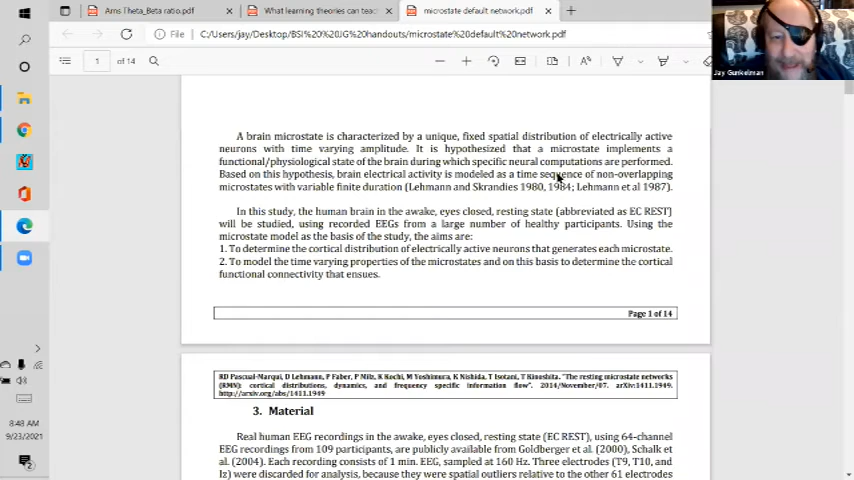 Arns Theta_Beta ratio.pdf
What learning theories can teac
microstate default network.pdf
File
C:/Users/jay/Desktop/BSI%20%20JG%20handouts/microstate%20default%20network.pdf
1 of 14
Jay Gunkelman
A brain microstate is characterized by a unique, fixed spatial distribution of electrically active
neurons with time varying amplitude. It is hypothesized that a microstate implements a
functional/physiological state of the brain during which specific neural computations are performed.
Based on this hypothesis, brain electrical activity is modeled as a time sequence of non-overlapping
microstates with variable finite duration (Lehmann and Skrandies 1980, 1984; Lehmann et al 1987).
In this study, the human brain in the awake, eyes closed, resting state (abbreviated as EC REST)
will be studied, using recorded EEGs from a large number of healthy participants. Using the
microstate model as the basis of the study, the aims are:
1. To determine the cortical distribution of electrically active neurons that generates each microstate.
2. To model the time varying properties of the microstates and on this basis to determine the cortical
functional connectivity that ensues.
Page 1 of 14
RD Pascual-Marqui, D Lehmann, P Faber, P Milz, K Kochi, M Yoshimura, K Nishida, T Isotani, T Kinoshita. "The resting microstate networks
(RMN): cortical distributions, dynamics, and frequency specific information flow". 2014/November/07. arXiv:1411.1949.
http://arxiv.org/abs/1411.1949
3. Material
Real human EEG recordings in the awake, eyes closed, resting state (EC REST), using 64-channel
EEG recordings from 109 participants, are publicly available from Goldberger et al. (2000), Schalk et
al. (2004). Each recording consists of 1 min. EEG, sampled at 160 Hz. Three electrodes (T9, T10, and
Iz) were discarded for analysis, because they were spatial outliers relative to the other 61 electrodes
8:48 AM
9/23/2021
2